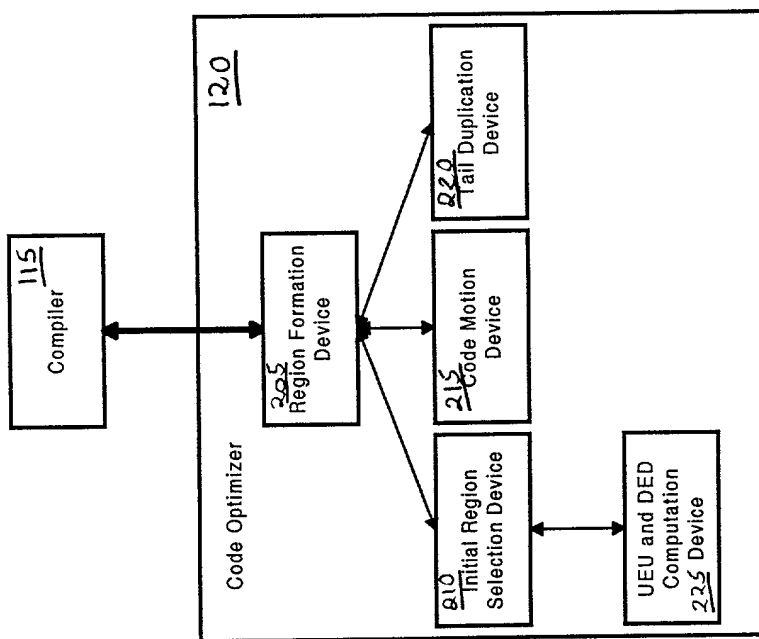 115
Compiler
120
Code Optimizer
205
Region Formation
Device
210
Initial Region
Selection Device
215
Code Motion
Device
220
Tail Duplication
Device
UEU and DED
Computation
225 Device